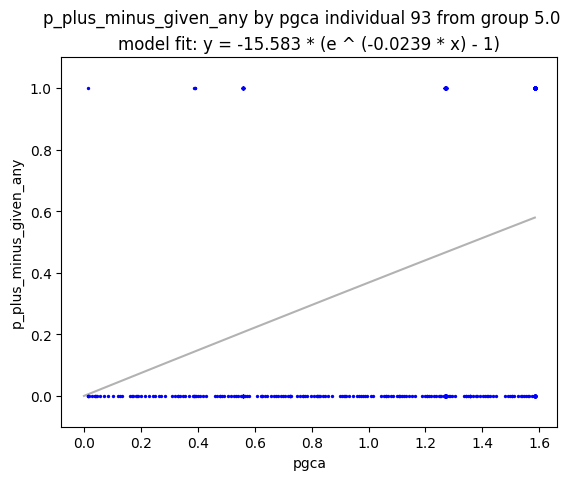 p_plus_minus_given_any by pgca individual 93 from group 5.0
model fit: y = -15.583 * (e ^ (-0.0239 * x) - 1)
1.0
0.8
0.6
0.4
0.2
0.0
p_plus_minus_given_any
0.0 0.2 0.4 0.6 0.8 1.0 1.2 1.4 1.6
pgca